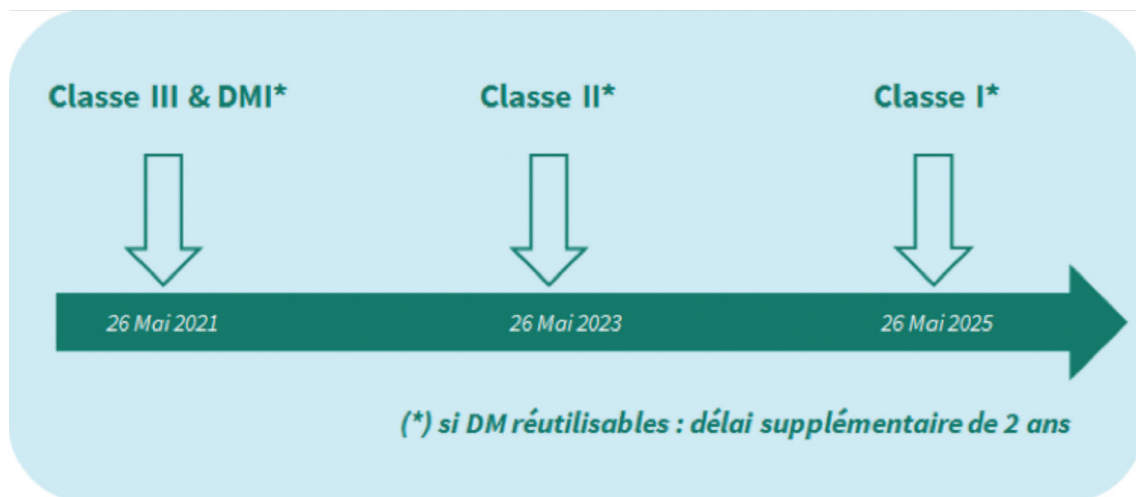 Classe III & DMI*
Classe II*
Classe I*
26 Mai 2021
26 Mai 2023
26 Mai 2025
(*) si DM réutilisables : délai supplémentaire de 2 ans